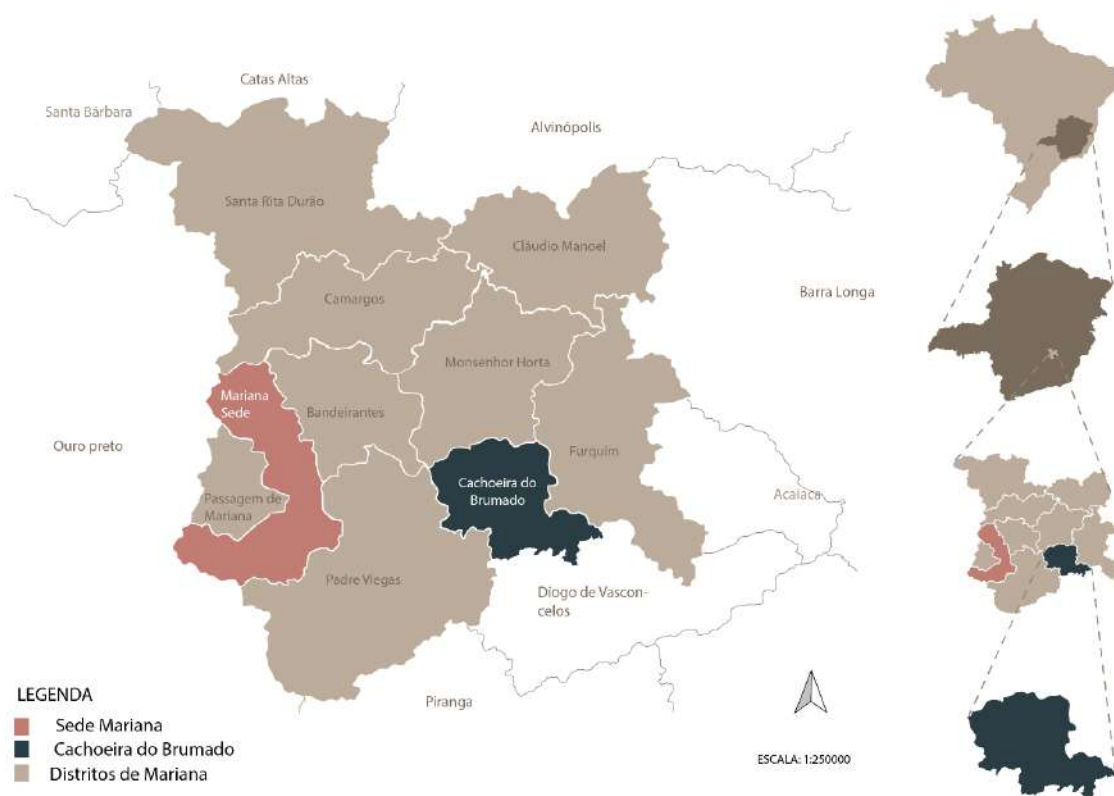 Catas Altas
Santa Bárbara
Alvinópolis
Santa Rita Durão
Cláudio Manoel
Camargos
Barra Longa
Monsenhor Horta
Mariana
Sede
Bandeirantes
Ouro preto
Furquim
Cachoeira do
Brumado
Passagem de
Mariana
Acaiaca
Padre Viegas
Diogo de Vascon-
celos
Piranga
LEGENDA
Sede Mariana
Cachoeira do Brumado
Distritos de Mariana
ESCALA: 1:250000